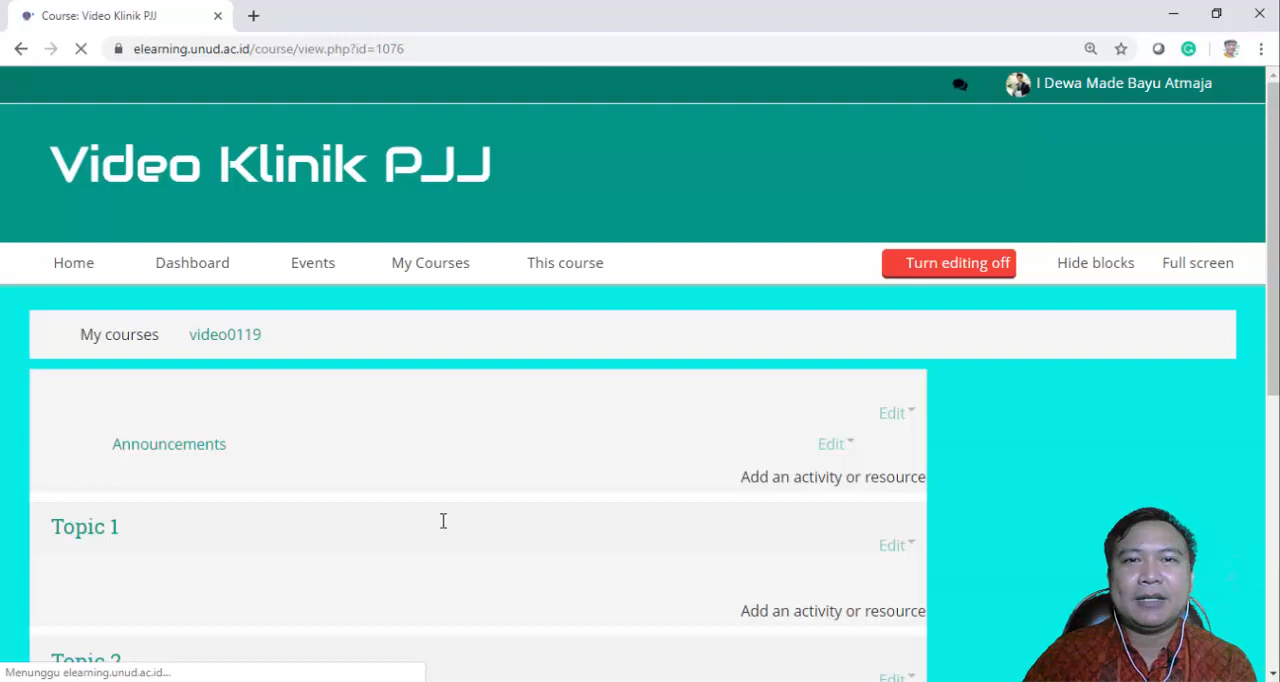 Course: Video Klinik PJJ
elearning.unud.ac.id/course/view.php?id=1076
I Dewa Made Bayu Atmaja
Video Klinik PJJ
Home Dashboard Events My Courses This course Turn editing off Hide blocks Full screen
My courses video0119
Edit
Announcements Edit
Add an activity or resource
Topic 1
Edit
Add an activity or resource
Topic 2
Edit
Menunggu elearning.unud.ac.id...